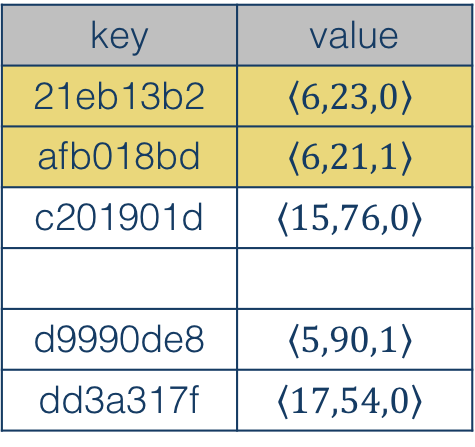 key value
21eb13b2 ⟨6,23,0⟩
afb018bd ⟨6,21,1⟩
c201901d ⟨15,76,0⟩
d9990de8 ⟨5,90,1⟩
dd3a317f ⟨17,54,0⟩